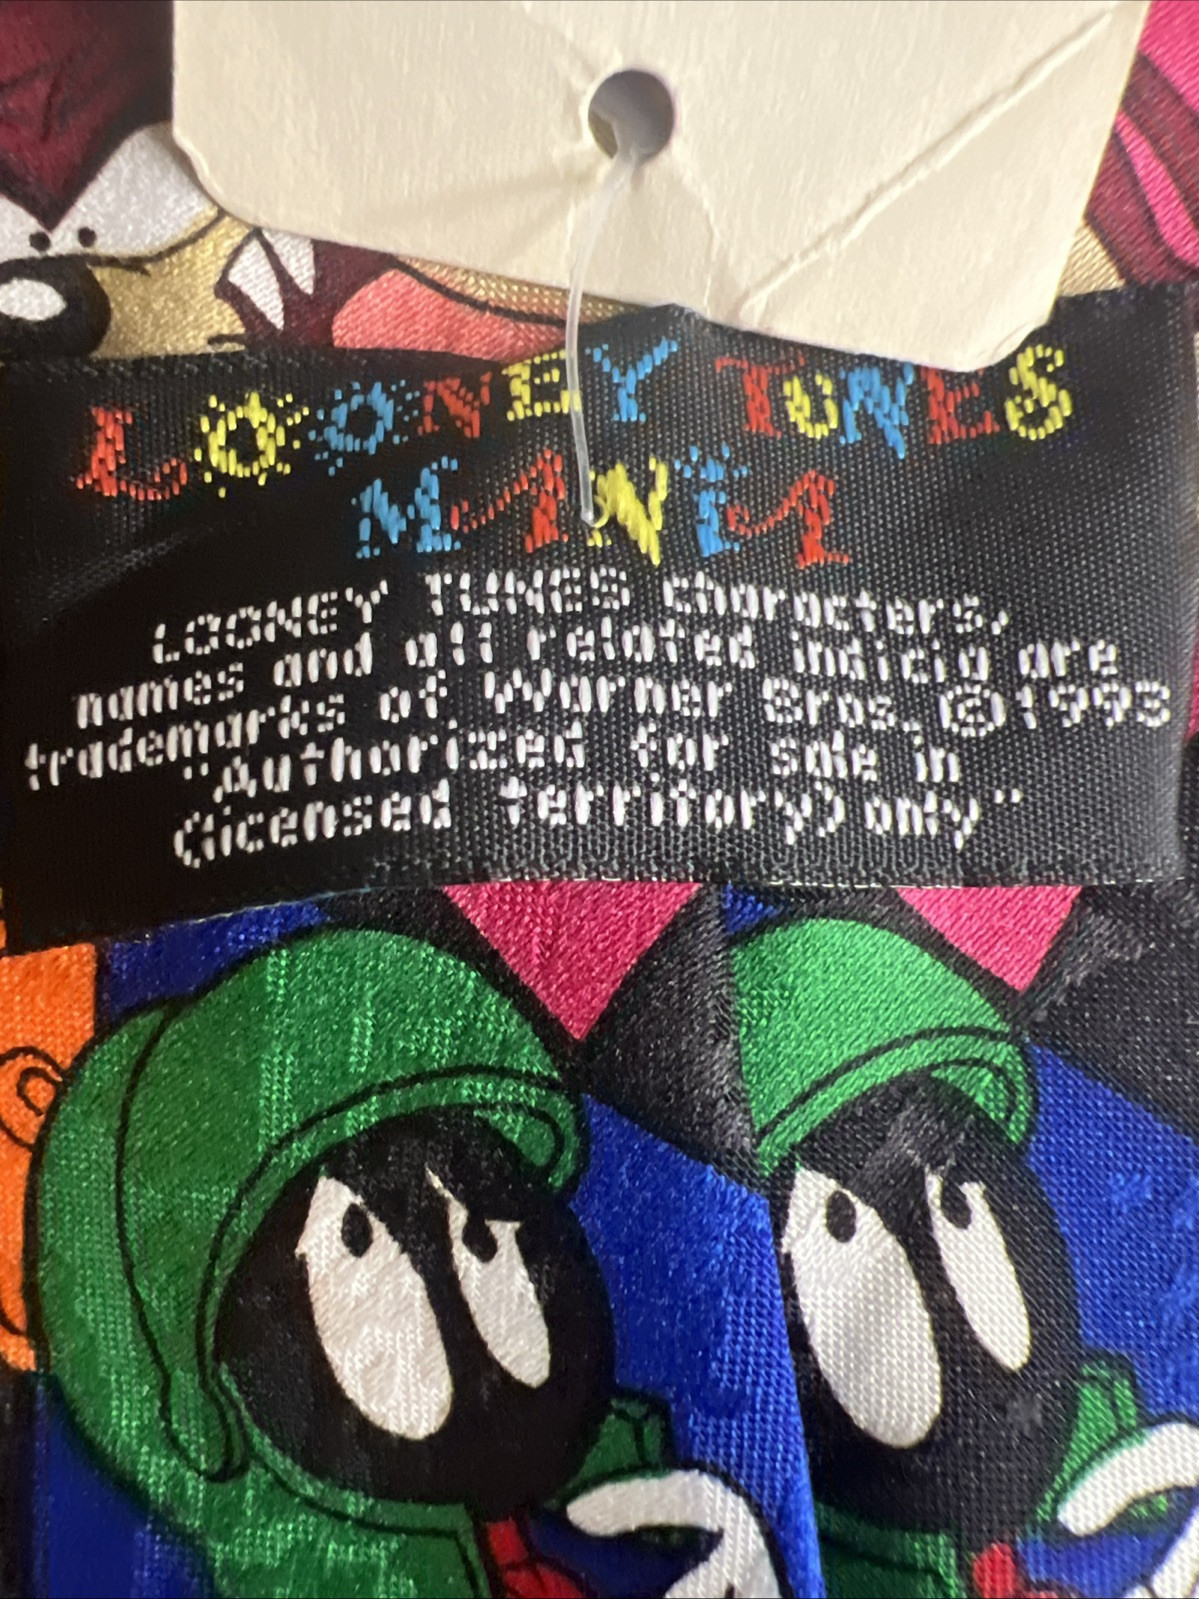 LOONEY TUNES
MANIA
LOONEY TUNES characters,
names and all related indicia are
trademarks of Warner Bros. ©1993
"Authorized for sale in
(licensed territory) only"